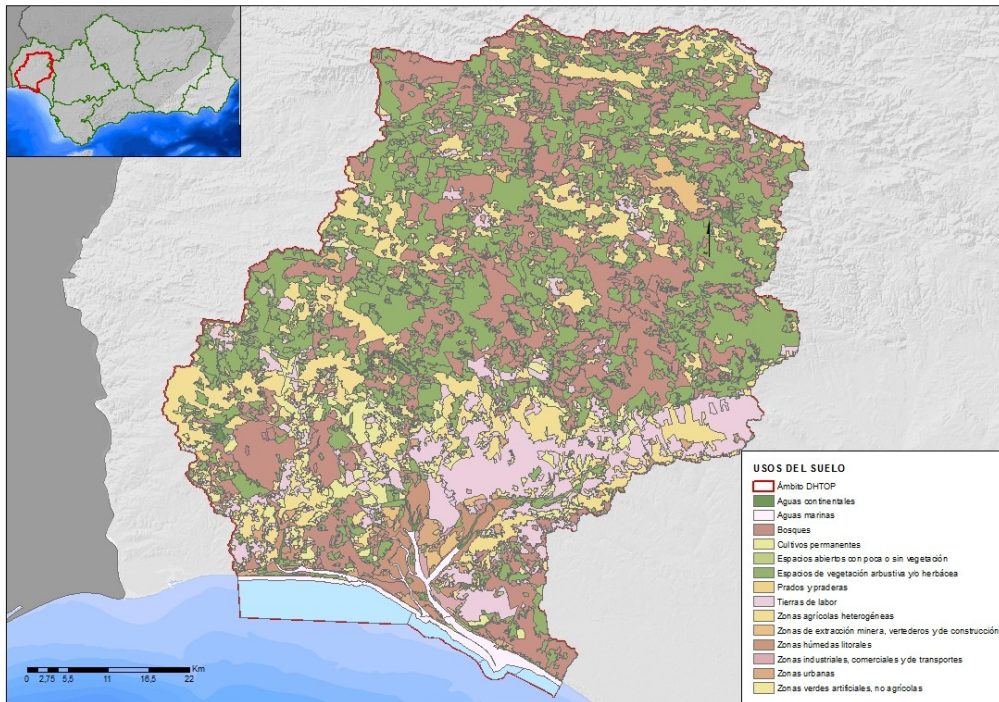 USOS DEL SUELO
Ámbito DHTOP
Aguas continentales
Aguas marinas
Bosques
Cultivos permanentes
Espacios abiertos con poca o sin vegetación
Espacios de vegetación arbustiva y/o herbácea
Prados y praderas
Tierras de labor
Zonas agrícolas heterogéneas
Zonas de extracción minera, vertederos y de construcción
Zonas húmedas litorales
Zonas industriales, comerciales y de transportes
Zonas urbanas
Zonas verdes artificiales, no agrícolas
Km
0 2,75 5,5 11 16,5 22